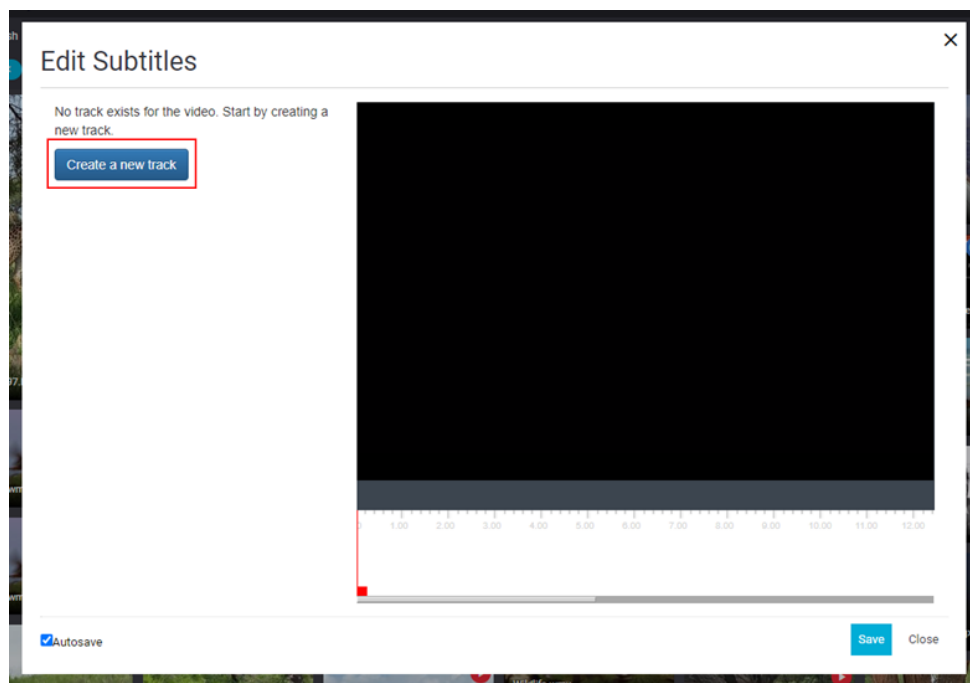 Edit Subtitles
No track exists for the video. Start by creating a
new track.
Create a new track
1.00 2.00 3.00 4.00 5.00 6.00 7.00 8.00 9.00 10.00 11.00 12.00
Autosave
Save
Close